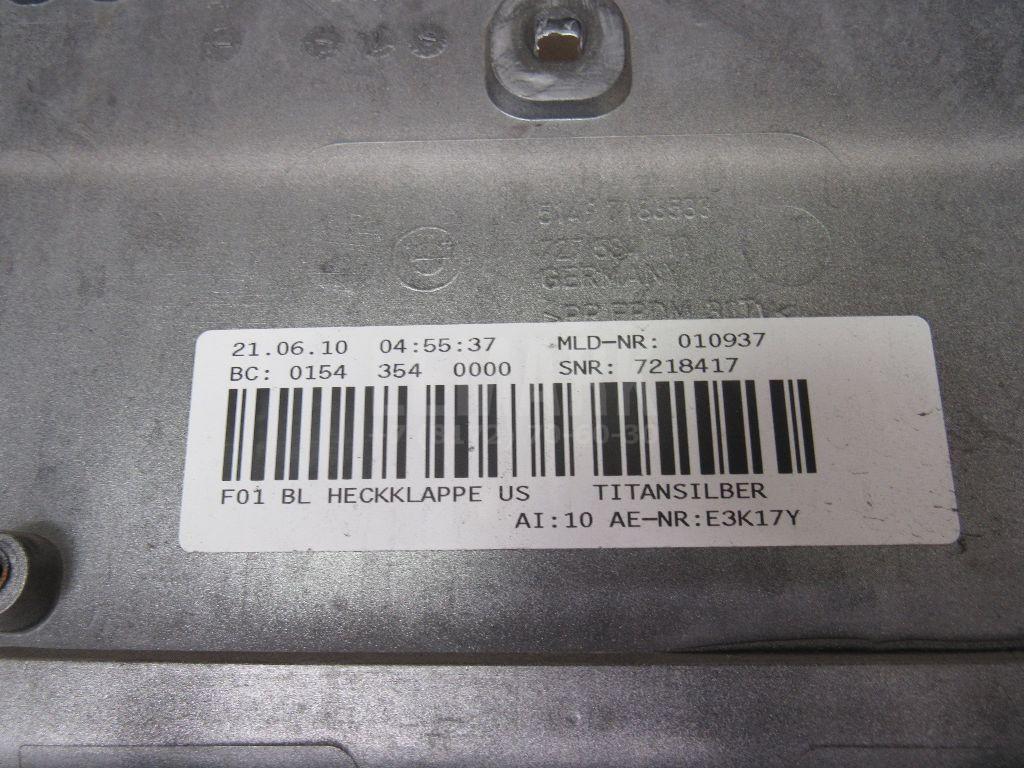 GERMANY
21.06.10 04:55:37 MLD-NR: 010937
BC: 0154 354 0000 SNR: 7218417
F01 BL HECKKLAPPE US TITANSILBER
AI:10 AE-NR:E3K17Y